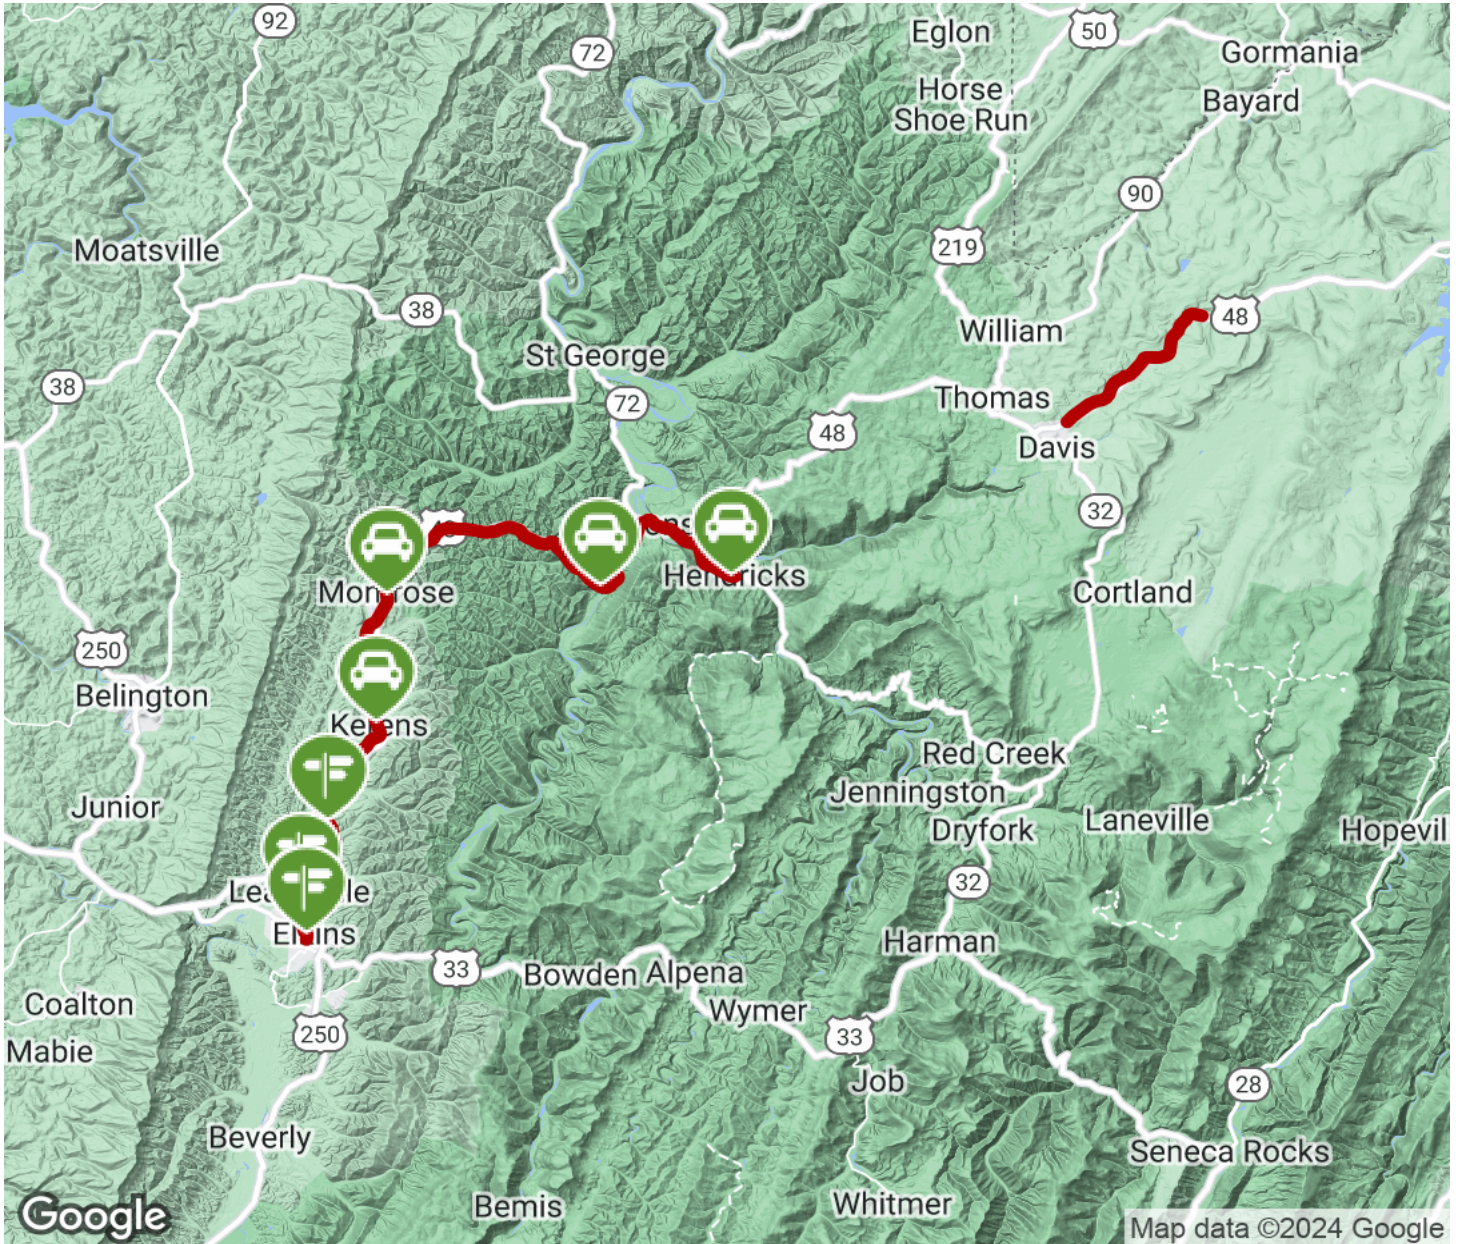 92
72
Eglon
50
Gormania
Horse
Shoe Run
Bayard
90
Moatsville
219
38
48
William
St George
38
72
Thomas
48
Davis
32
Hendricks
Cortland
250
Belington
Red Creek
Jenningston
Junior
Dryfork
Laneville
Hopevil
32
Harman
33
Bowden
Alpena
Coalton
Wymer
250
33
Mabie
Job
28
Beverly
Seneca Rocks
Bemis
Whitmer
Google
Map data ©2024 Google